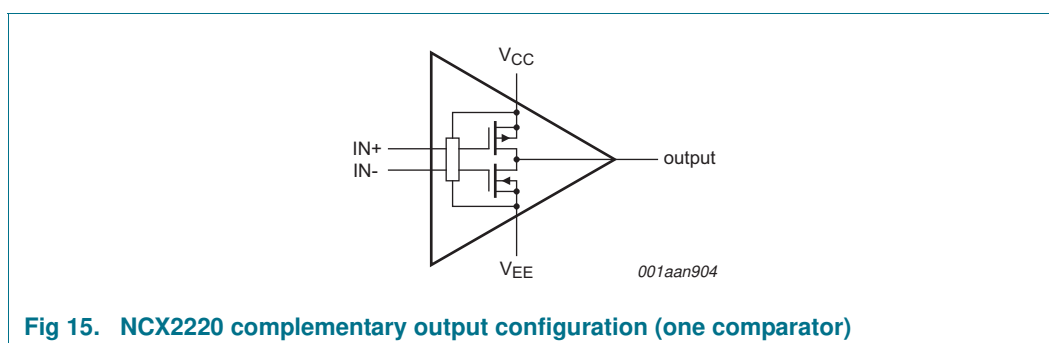 VCC
IN+
IN-
output
VEE
001aan904
Fig 15. NCX2220 complementary output configuration (one comparator)